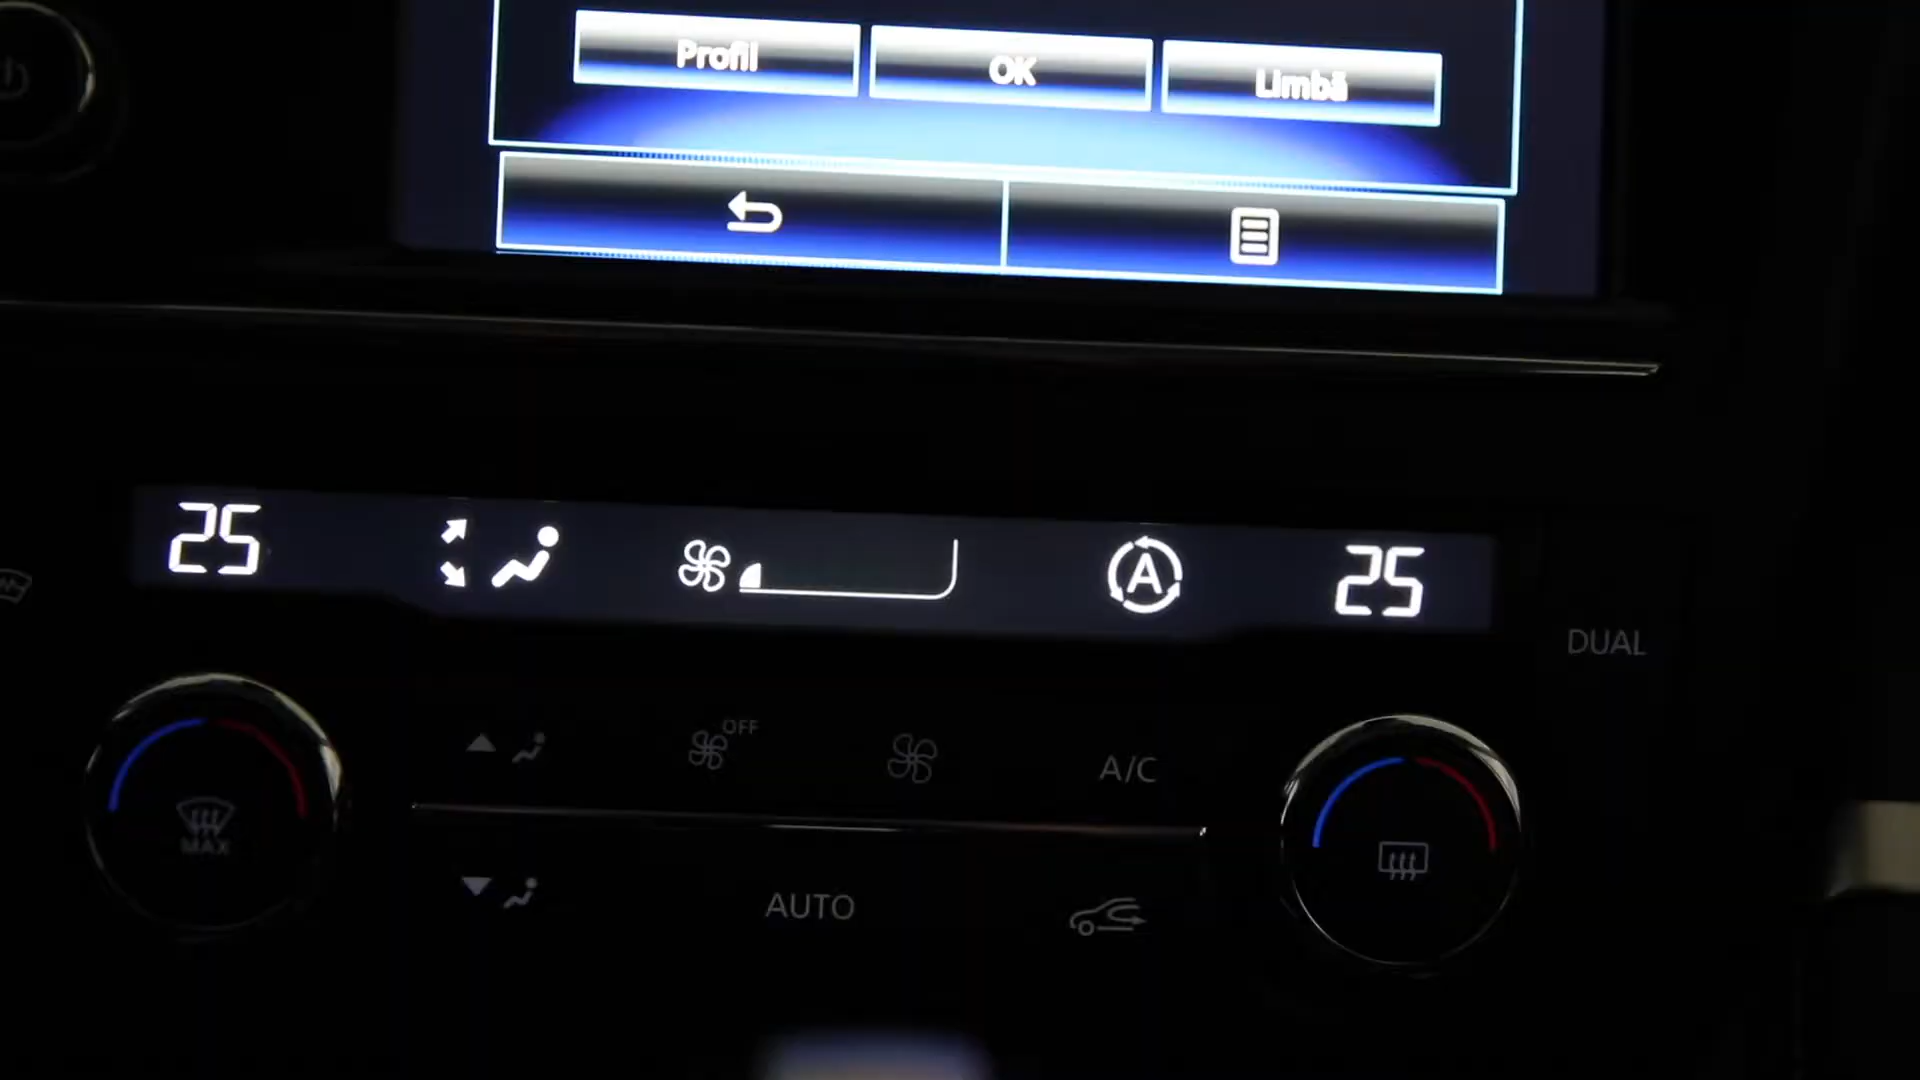 Profil OK Limbă
25 A 25
DUAL
OFF
A/C
MAX
AUTO